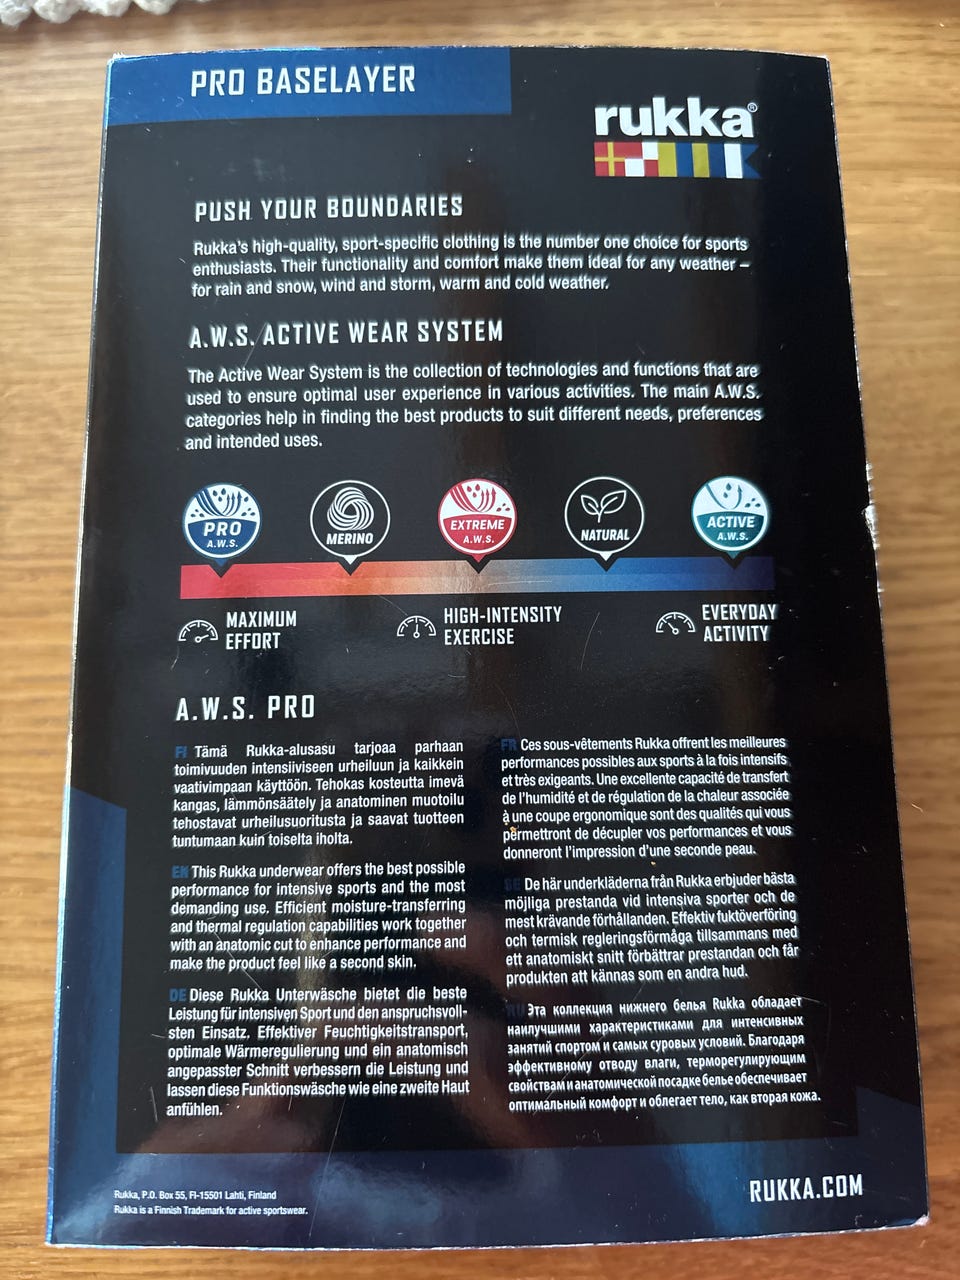 PRO BASELAYER
rukka®
PUSH YOUR BOUNDARIES
Rukka's high-quality, sport-specific clothing is the number one choice for sports
enthusiasts. Their functionality and comfort make them ideal for any weather –
for rain and snow, wind and storm, warm and cold weather.
A.W.S. ACTIVE WEAR SYSTEM
The Active Wear System is the collection of technologies and functions that are
used to ensure optimal user experience in various activities. The main A.W.S.
categories help in finding the best products to suit different needs, preferences
and intended uses.
PRO
A.W.S.
MERINO
EXTREME
A.W.S.
NATURAL
ACTIVE
A.W.S.
MAXIMUM
EFFORT
HIGH-INTENSITY
EXERCISE
EVERYDAY
ACTIVITY
A.W.S. PRO
FI Tämä Rukka-alusasu tarjoaa parhaan
toimivuuden intensiiviseen urheiluun ja kaikkein
vaativimpaan käyttöön. Tehokas kosteutta imevä
kangas, lämmönsäätely ja anatominen muotoilu
tehostavat urheilusuoritusta ja saavat tuotteen
tuntumaan kuin toiselta iholta.
EN This Rukka underwear offers the best possible
performance for intensive sports and the most
demanding use. Efficient moisture-transferring
and thermal regulation capabilities work together
with an anatomic cut to enhance performance and
make the product feel like a second skin.
DE Diese Rukka Unterwäsche bietet die beste
Leistung für intensiven Sport und den anspruchsvoll-
sten Einsatz. Effektiver Feuchtigkeitstransport,
optimale Wärmeregulierung und ein anatomisch
angepasster Schnitt verbessern die Leistung und
lassen diese Funktionswäsche wie eine zweite Haut
anfühlen.
FR Ces sous-vêtements Rukka offrent les meilleures
performances possibles aux sports à la fois intensifs
et très exigeants. Une excellente capacité de transfert
de l'humidité et de régulation de la chaleur associée
à une coupe ergonomique sont des qualités qui vous
permettront de décupler vos performances et vous
donneront l'impression d'une seconde peau.
SE De här underkläderna från Rukka erbjuder bästa
möjliga prestanda vid intensiva sporter och de
mest krävande förhållanden. Effektiv fuktöverföring
och termisk regleringsförmåga tillsammans med
ett anatomiskt snitt förbättrar prestandan och får
produkten att kännas som en andra hud.
RU Эта коллекция нижнего белья Rukka обладает
наилучшими характеристиками для интенсивных
занятий спортом и самых суровых условий. Благодаря
эффективному отводу влаги, терморегулирующим
свойствам и анатомической посадке белье обеспечивает
оптимальный комфорт и облегает тело, как вторая кожа.
Rukka, P.O. Box 55, FI-15501 Lahti, Finland
Rukka is a Finnish Trademark for active sportswear.
RUKKA.COM